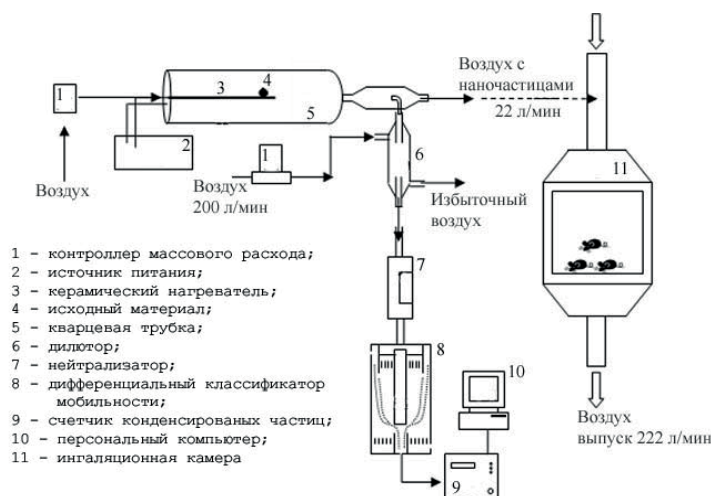 1
Воздух
2
3
4
5
Воздух с
наночастицами
22 л/мин
1
Воздух
200 л/мин
6
Избыточный
воздух
11
7
8
10
9
Воздух
выпуск 222 л/мин
1 – контроллер массового расхода;
2 – источник питания;
3 – керамический нагреватель;
4 – исходный материал;
5 – кварцевая трубка;
6 – дилютор;
7 – нейтрализатор;
8 – дифференциальный классификатор
мобильности;
9 – счетчик конденсированых частиц;
10 – персональный компьютер;
11 – ингаляционная камера